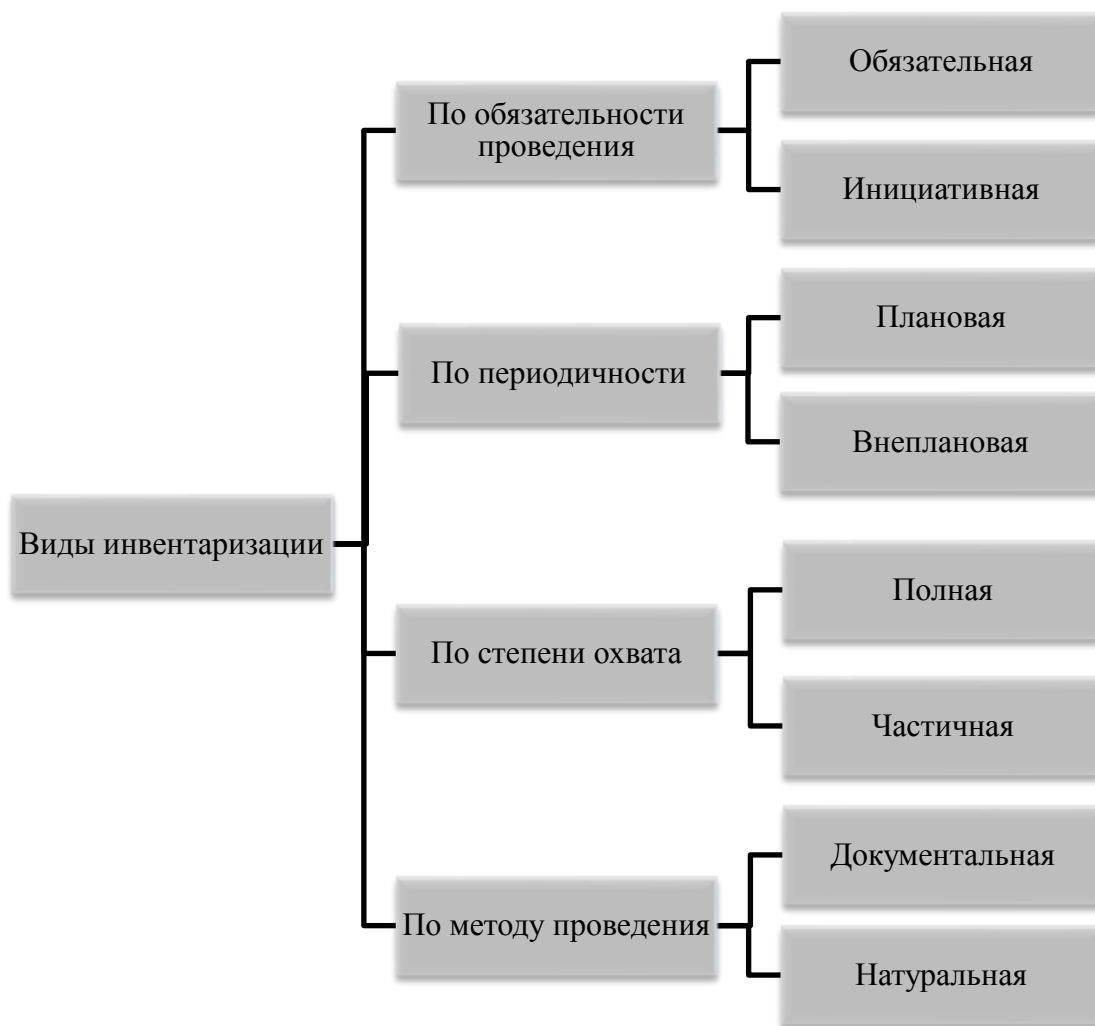 Виды инвентаризации
По обязательности
проведения
Обязательная
Инициативная
По периодичности
Плановая
Внеплановая
По степени охвата
Полная
Частичная
По методу проведения
Документальная
Натуральная